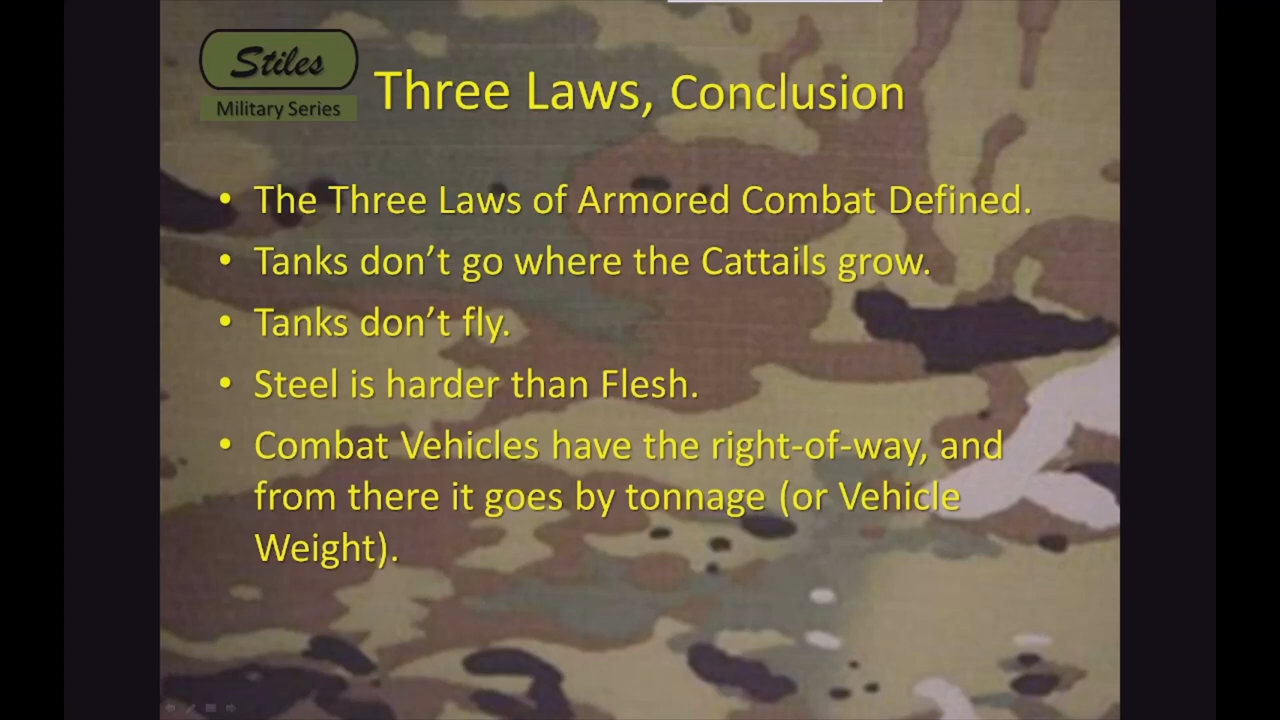 Stiles
Military Series
Three Laws, Conclusion
• The Three Laws of Armored Combat Defined.
• Tanks don’t go where the Cattails grow.
• Tanks don’t fly.
• Steel is harder than Flesh.
• Combat Vehicles have the right-of-way, and
from there it goes by tonnage (or Vehicle
Weight).